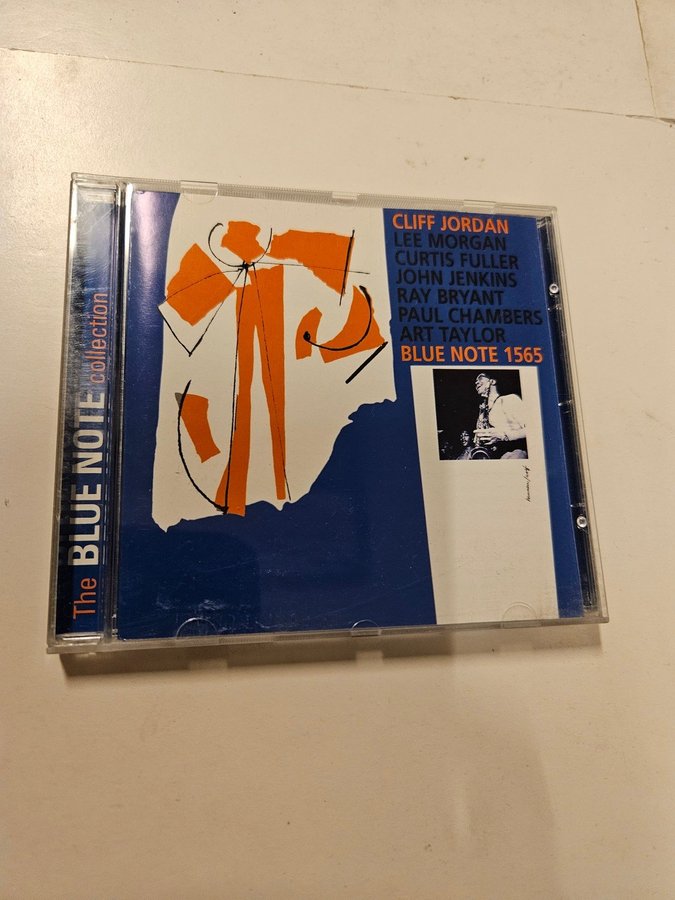 The BLUE NOTE collection
CLIFF JORDAN
LEE MORGAN
CURTIS FULLER
JOHN JENKINS
RAY BRYANT
PAUL CHAMBERS
ART TAYLOR
BLUE NOTE 1565